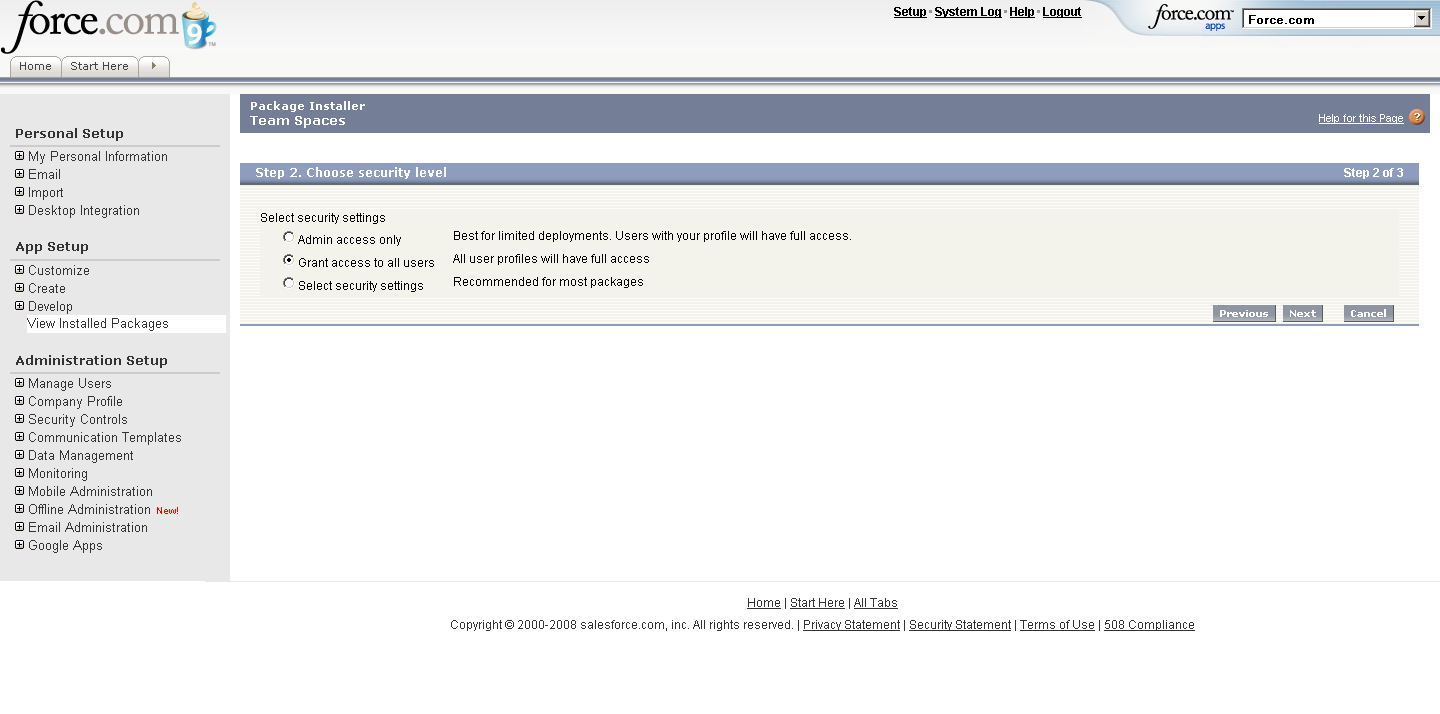 force.com
Setup · System Log · Help · Logout
force.com apps
Force.com
Home
Start Here
Personal Setup
My Personal Information
Email
Import
Desktop Integration
App Setup
Customize
Create
Develop
View Installed Packages
Administration Setup
Manage Users
Company Profile
Security Controls
Communication Templates
Data Management
Monitoring
Mobile Administration
Offline Administration New!
Email Administration
Google Apps
Package Installer
Team Spaces
Help for this Page ?
Step 2. Choose security level
Step 2 of 3
Select security settings
Admin access only Best for limited deployments. Users with your profile will have full access.
Grant access to all users All user profiles will have full access
Select security settings Recommended for most packages
Previous Next Cancel
Home | Start Here | All Tabs
Copyright © 2000-2008 salesforce.com, inc. All rights reserved. | Privacy Statement | Security Statement | Terms of Use | 508 Compliance